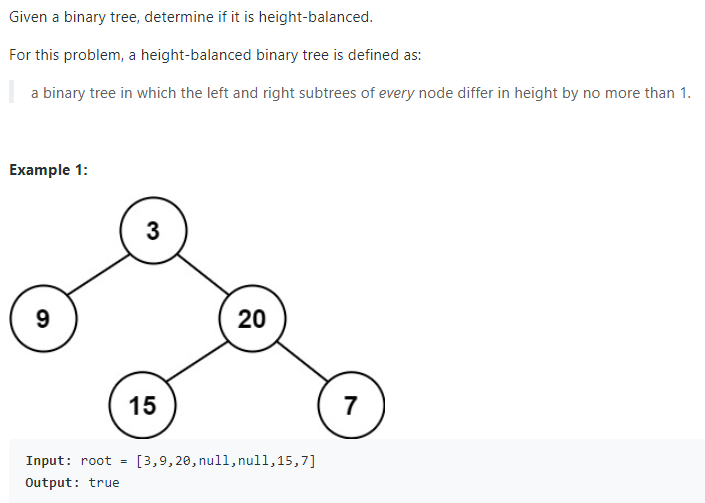 Given a binary tree, determine if it is height-balanced.
For this problem, a height-balanced binary tree is defined as:
a binary tree in which the left and right subtrees of every node differ in height by no more than 1.
Example 1:
3
9
20
15
7
Input: root = [3,9,20,null,null,15,7]
Output: true